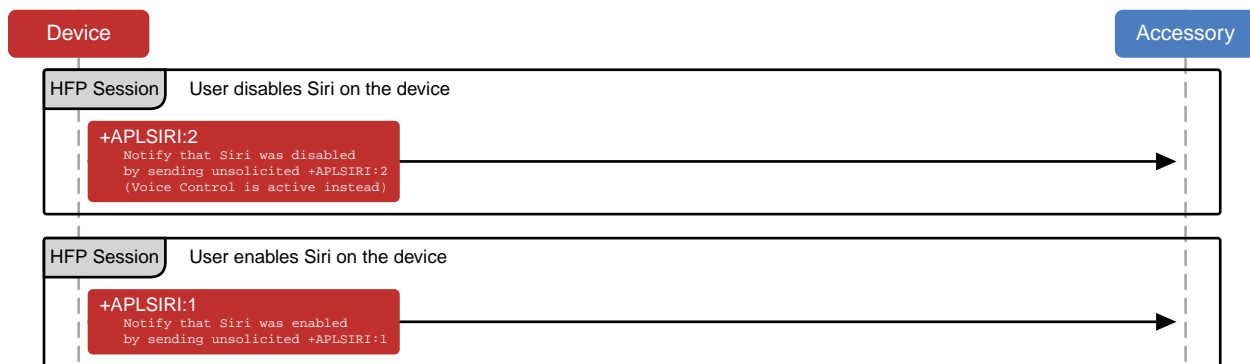 Device
Accessory
HFP Session
User disables Siri on the device
+APLSIRI:2
Notify that Siri was disabled
by sending unsolicited +APLSIRI:2
(Voice Control is active instead)
HFP Session
User enables Siri on the device
+APLSIRI:1
Notify that Siri was enabled
by sending unsolicited +APLSIRI:1